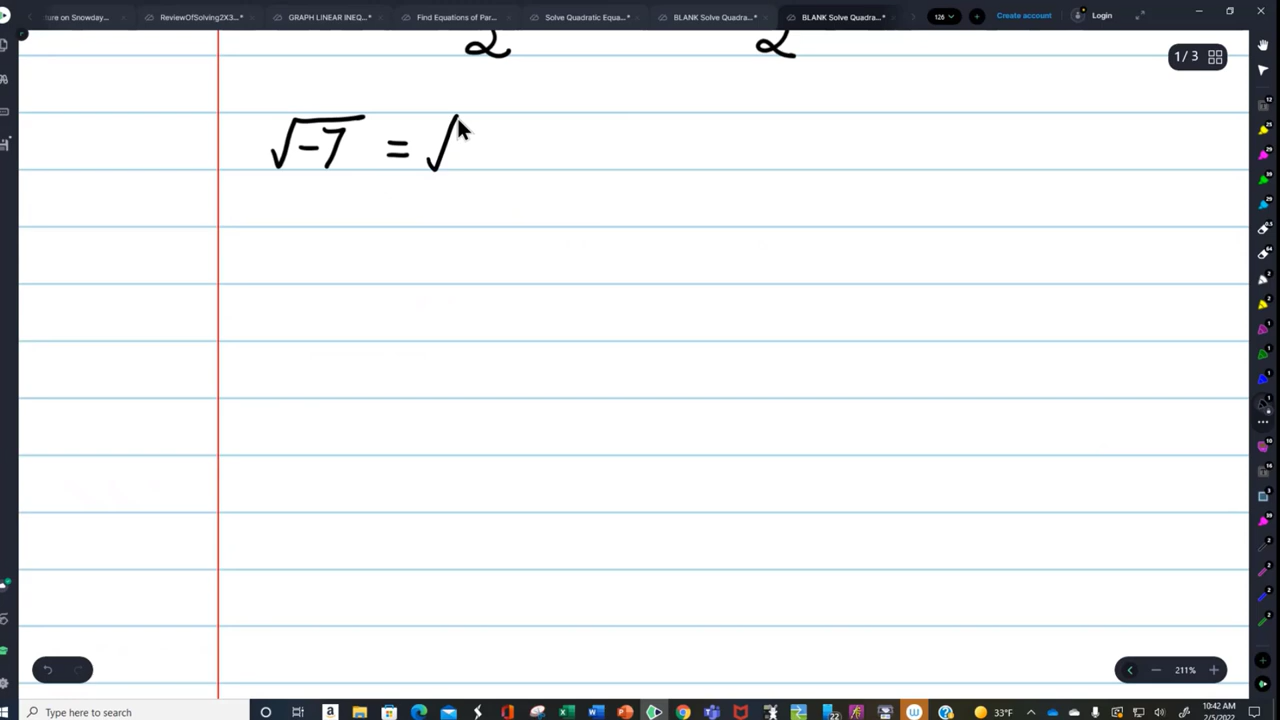 ture on Snowday...* ReviewOfSolving2X3...* GRAPH LINEAR INEQ...* Find Equations of Par... Solve Quadratic Equa...* BLANK Solve Quadra...* BLANK Solve Quadra...* 126 Create account Login
2 2
1 / 3
√-7 = √
211%
Type here to search
33°F
10:42 AM
2/5/2022